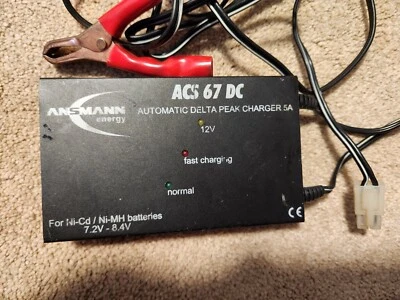 ACS 67 DC
ANSMANN
energy
AUTOMATIC DELTA PEAK CHARGER 5A
12V
fast charging
normal
For Ni-Cd / Ni-MH batteries
7.2V - 8.4V
CE